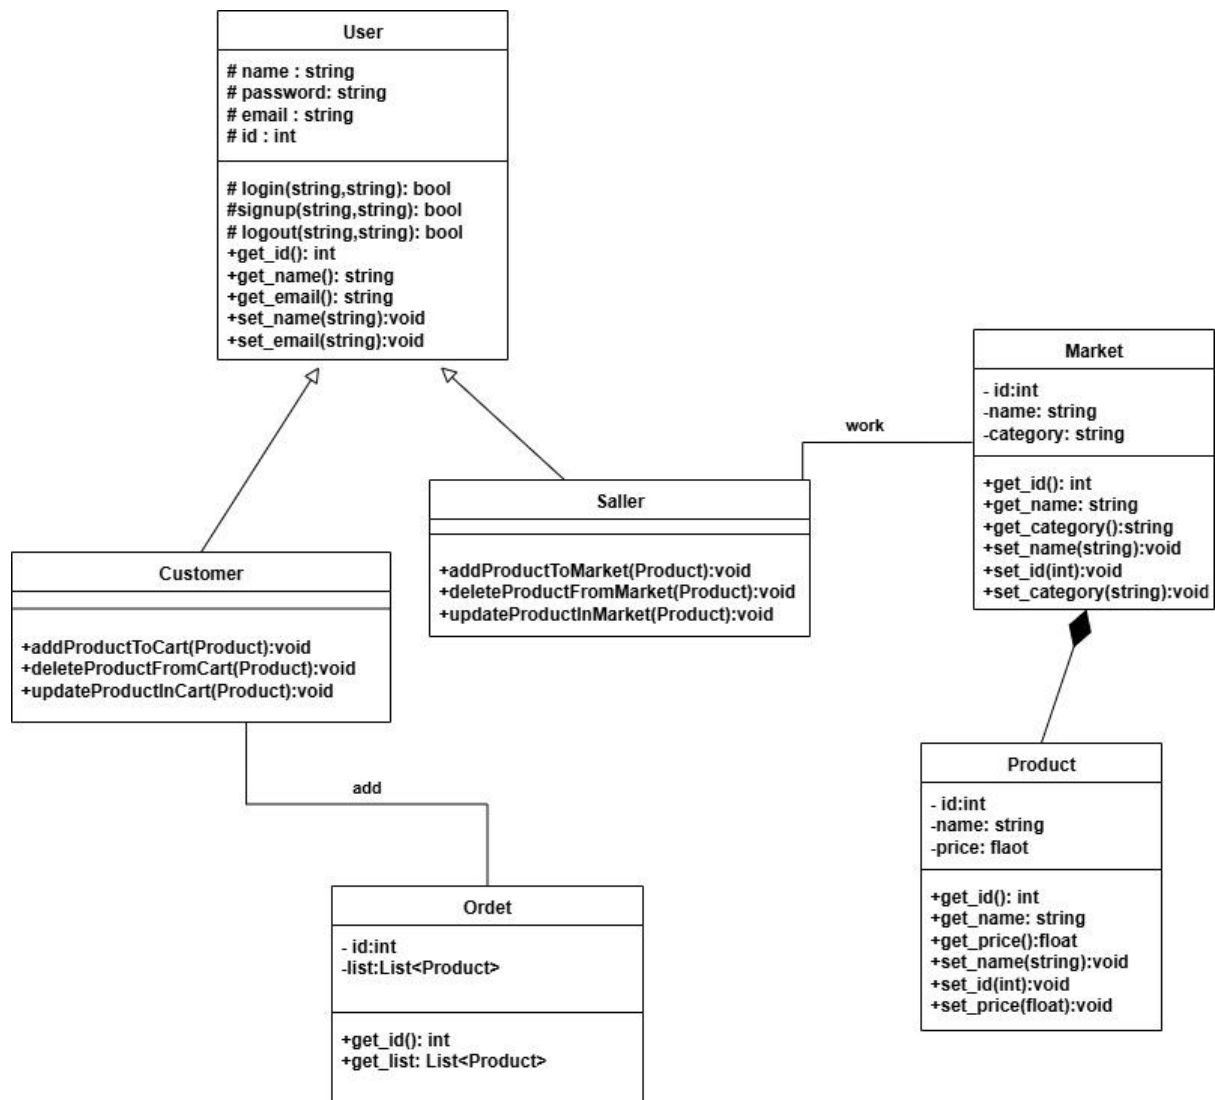 User
# name : string
# password: string
# email : string
# id : int
# login(string,string): bool
#signup(string,string): bool
# logout(string,string): bool
+get_id(): int
+get_name(): string
+get_email(): string
+set_name(string):void
+set_email(string):void
Market
- id:int
-name: string
-category: string
+get_id(): int
+get_name: string
+get_category():string
+set_name(string):void
+set_id(int):void
+set_category(string):void
work
Saller
+addProductToMarket(Product):void
+deleteProductFromMarket(Product):void
+updateProductInMarket(Product):void
Customer
+addProductToCart(Product):void
+deleteProductFromCart(Product):void
+updateProductInCart(Product):void
add
Product
- id:int
-name: string
-price: flaot
+get_id(): int
+get_name: string
+get_price():float
+set_name(string):void
+set_id(int):void
+set_price(float):void
Ordet
- id:int
-list:List<Product>
+get_id(): int
+get_list: List<Product>